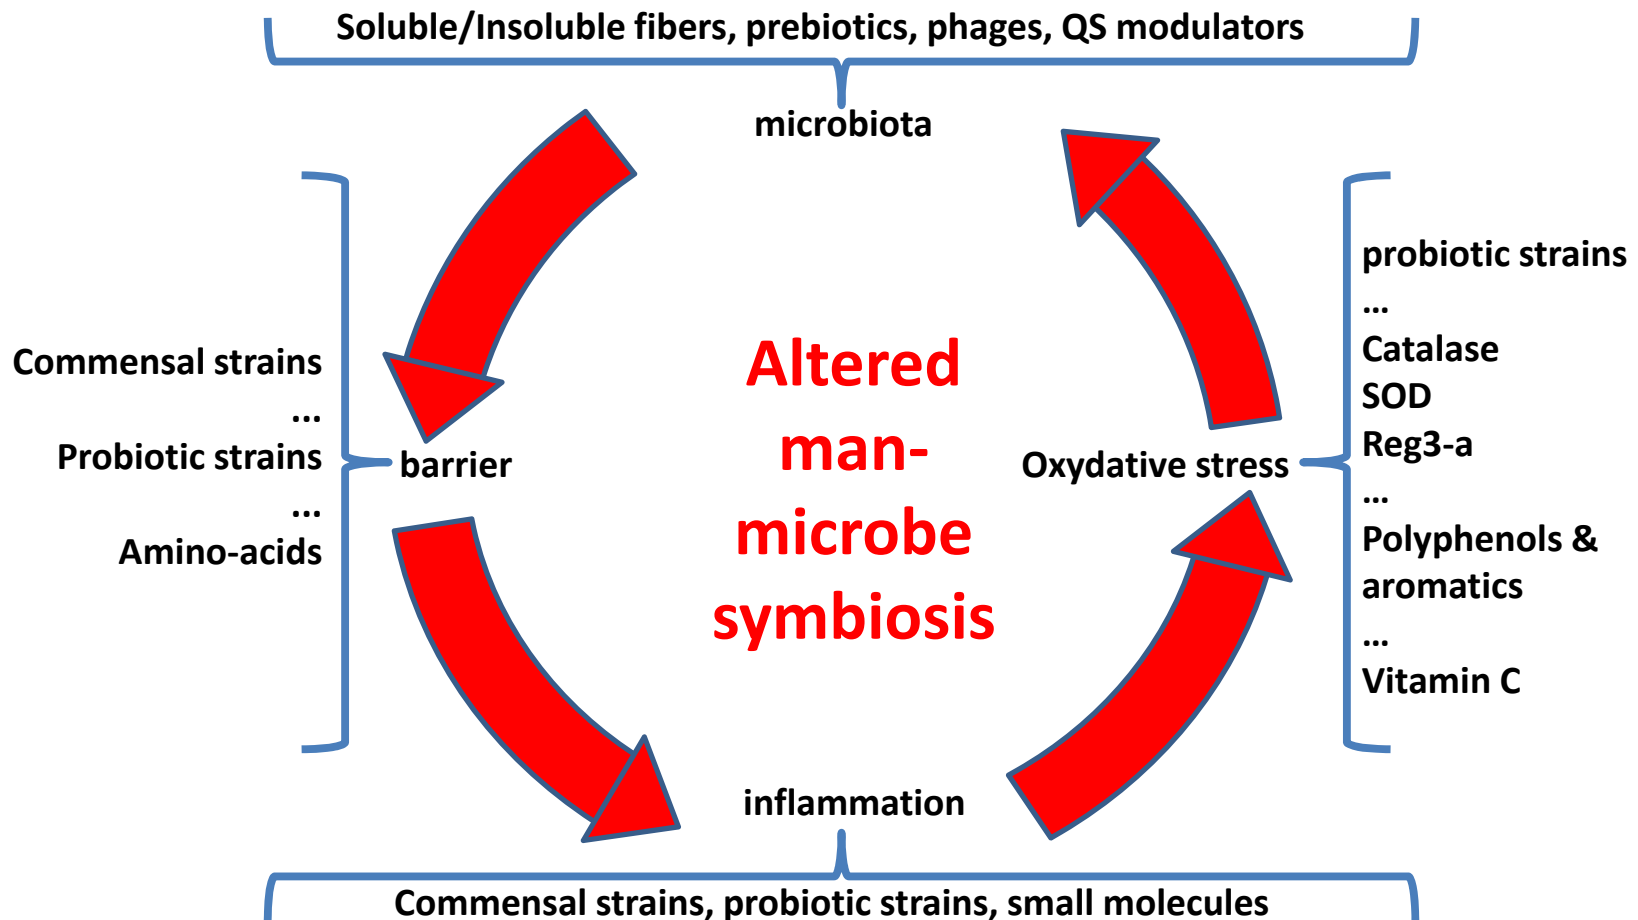 Soluble/Insoluble fibers, prebiotics, phages, QS modulators
microbiota
Commensal strains
...
Probiotic strains
...
Amino-acids
barrier
Altered
man-
microbe
symbiosis
Oxydative stress
probiotic strains
...
Catalase
SOD
Reg3-a
...
Polyphenols &
aromatics
...
Vitamin C
inflammation
Commensal strains, probiotic strains, small molecules